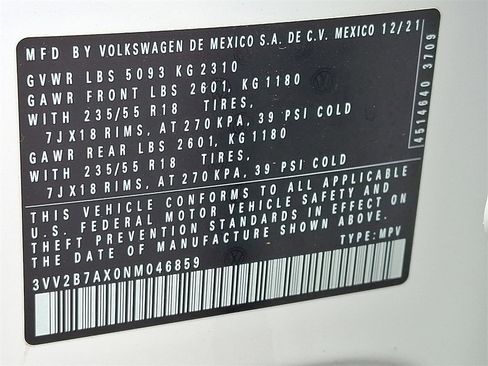 MFD BY VOLKSWAGEN DE MEXICO S.A. DE C.V. MEXICO 12/21
GVWR LBS 5093 KG 2310
GAWR FRONT LBS 2601, KG 1180
WITH 235/55 R18 TIRES,
7JX18 RIMS, AT 270 KPA, 39 PSI COLD
GAWR REAR LBS 2601, KG 1180
WITH 235/55 R18 TIRES,
7JX18 RIMS, AT 270 KPA, 39 PSI COLD
THIS VEHICLE CONFORMS TO ALL APPLICABLE
U.S. FEDERAL MOTOR VEHICLE SAFETY AND
THEFT PREVENTION STANDARDS IN EFFECT ON
THE DATE OF MANUFACTURE SHOWN ABOVE.
3VV2B7AX0NM046859 TYPE: MPV
4514640 3709